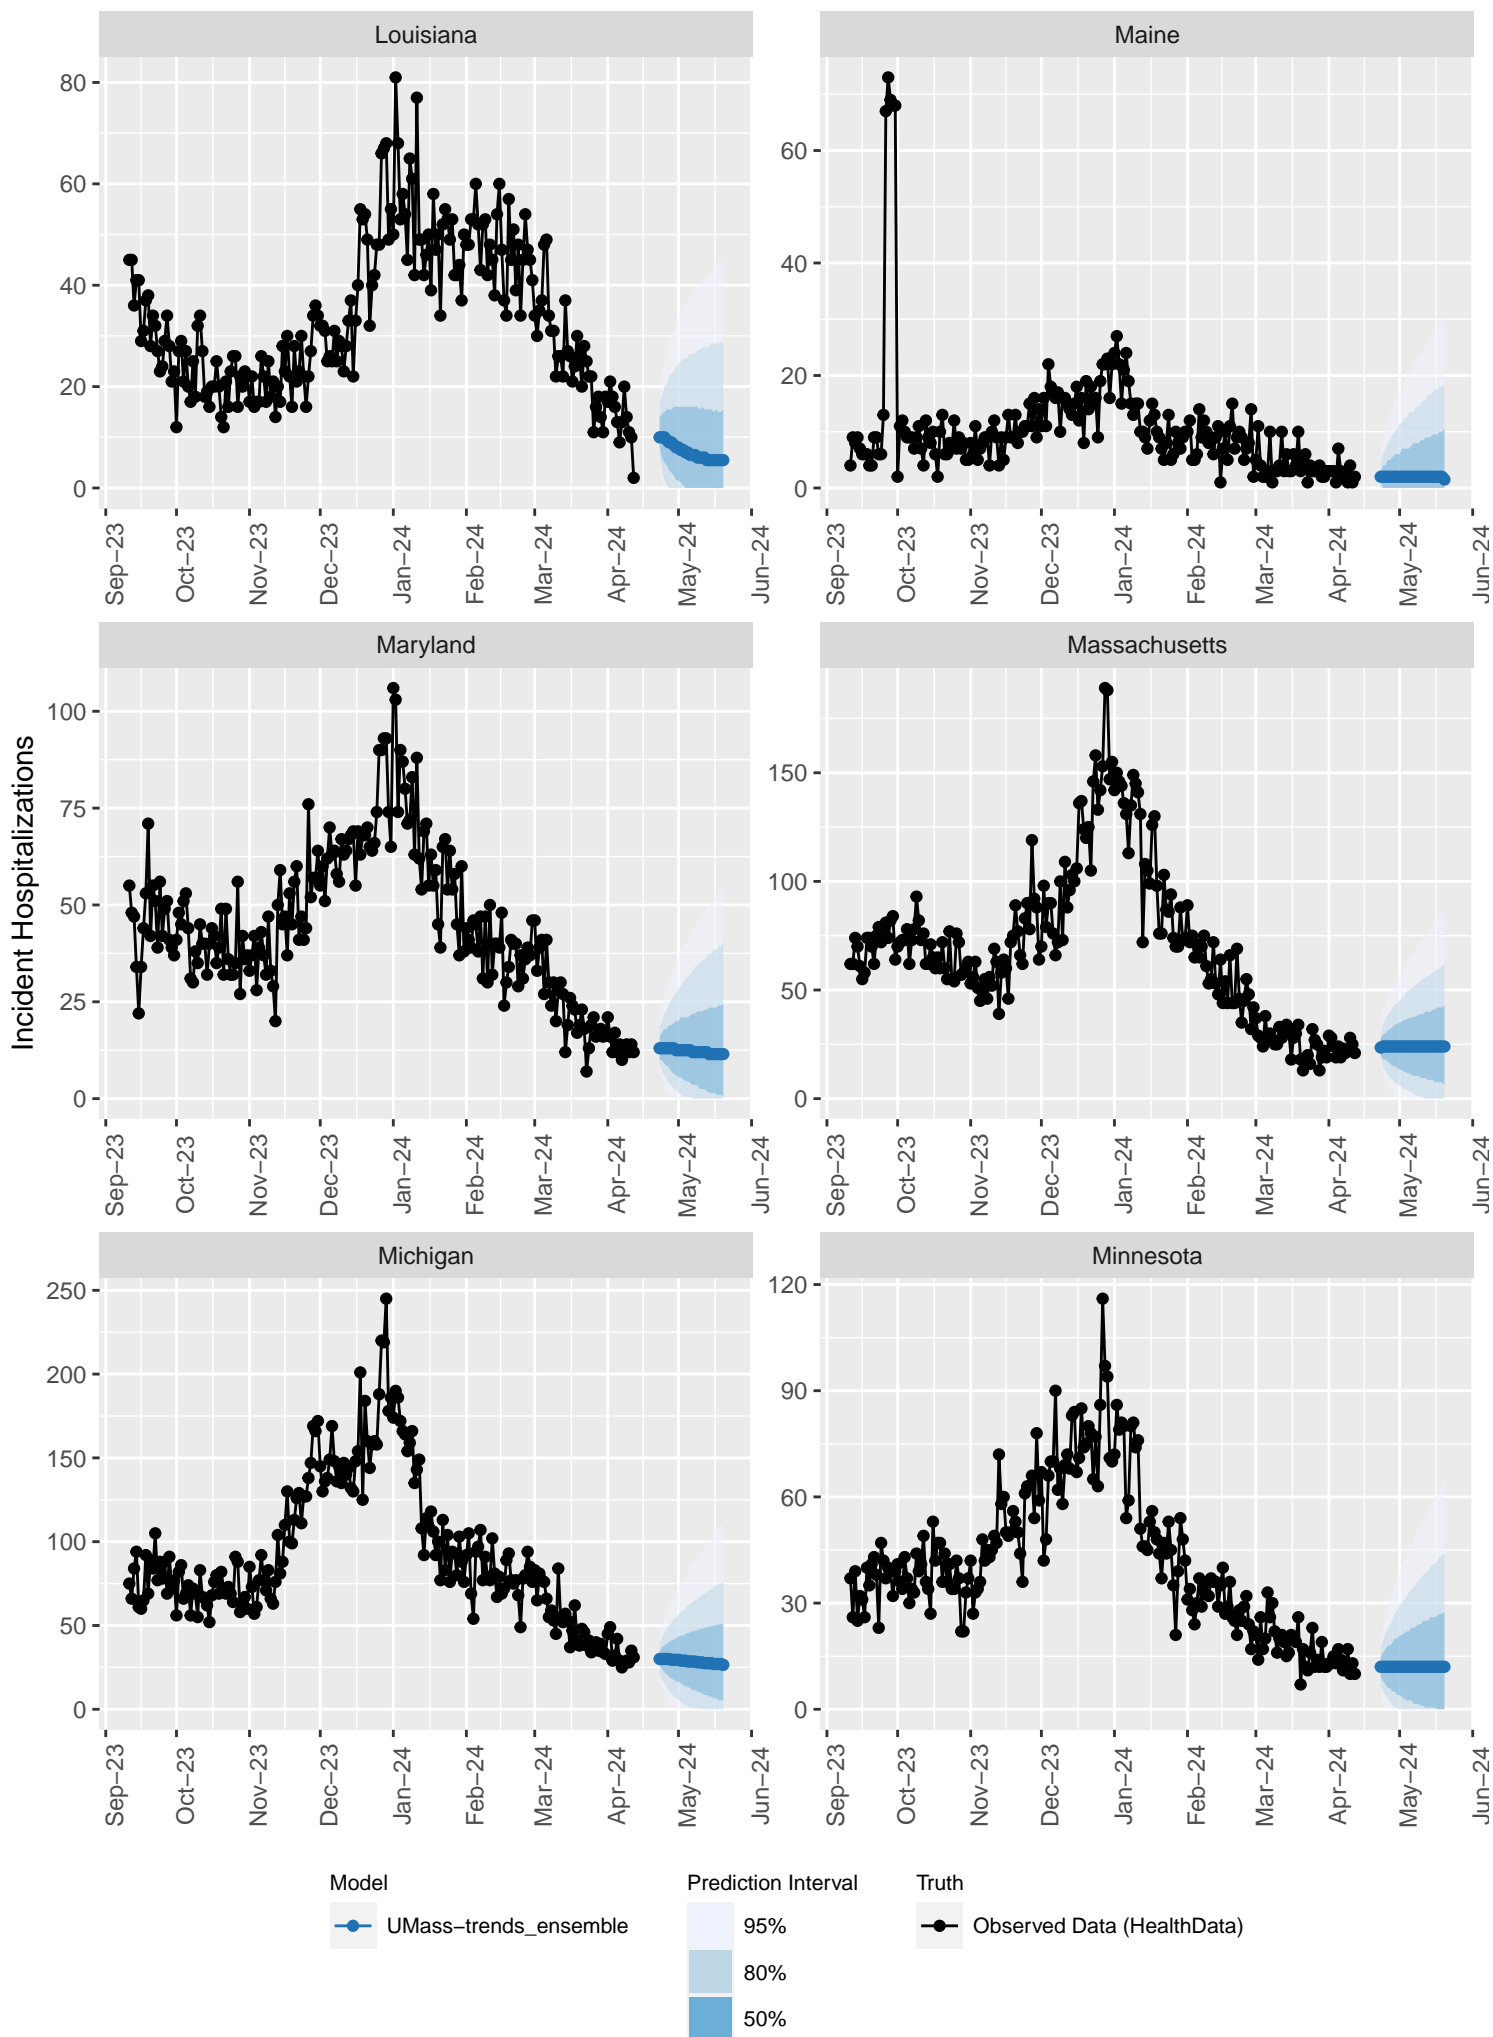 Louisiana
Maine
80
60
40
20
0
60
40
20
0
Sep−23
Oct−23
Nov−23
Dec−23
Jan−24
Feb−24
Mar−24
Apr−24
May−24
Jun−24
Sep−23
Oct−23
Nov−23
Dec−23
Jan−24
Feb−24
Mar−24
Apr−24
May−24
Jun−24
Incident Hospitalizations
Maryland
Massachusetts
100
75
50
25
0
150
100
50
0
Sep−23
Oct−23
Nov−23
Dec−23
Jan−24
Feb−24
Mar−24
Apr−24
May−24
Jun−24
Sep−23
Oct−23
Nov−23
Dec−23
Jan−24
Feb−24
Mar−24
Apr−24
May−24
Jun−24
Michigan
Minnesota
250
200
150
100
50
0
120
90
60
30
0
Sep−23
Oct−23
Nov−23
Dec−23
Jan−24
Feb−24
Mar−24
Apr−24
May−24
Jun−24
Sep−23
Oct−23
Nov−23
Dec−23
Jan−24
Feb−24
Mar−24
Apr−24
May−24
Jun−24
Model
UMass−trends_ensemble
Prediction Interval
95%
80%
50%
Truth
Observed Data (HealthData)